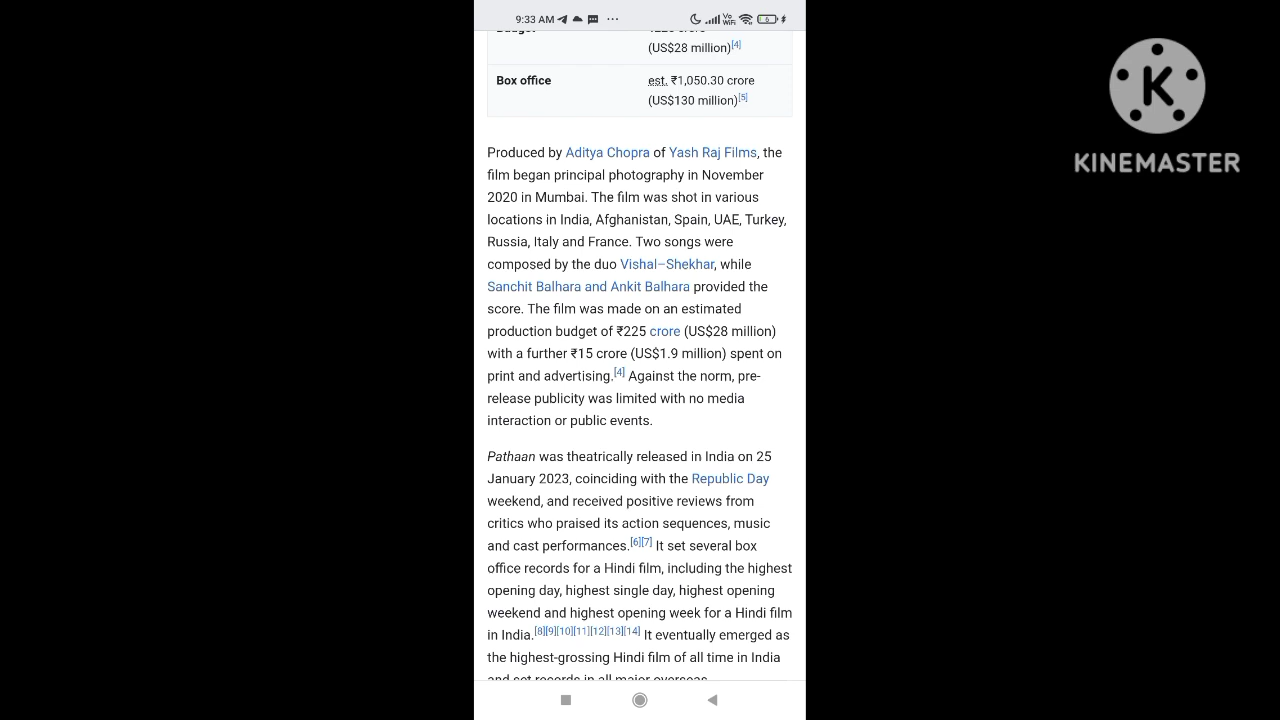 9:33 AM
Vo
WiFi
6
(US$28 million)[4]
Box office
est. ₹1,050.30 crore
(US$130 million)[5]
Produced by Aditya Chopra of Yash Raj Films, the
film began principal photography in November
2020 in Mumbai. The film was shot in various
locations in India, Afghanistan, Spain, UAE, Turkey,
Russia, Italy and France. Two songs were
composed by the duo Vishal–Shekhar, while
Sanchit Balhara and Ankit Balhara provided the
score. The film was made on an estimated
production budget of ₹225 crore (US$28 million)
with a further ₹15 crore (US$1.9 million) spent on
print and advertising.[4] Against the norm, pre-
release publicity was limited with no media
interaction or public events.
Pathaan was theatrically released in India on 25
January 2023, coinciding with the Republic Day
weekend, and received positive reviews from
critics who praised its action sequences, music
and cast performances.[6][7] It set several box
office records for a Hindi film, including the highest
opening day, highest single day, highest opening
weekend and highest opening week for a Hindi film
in India.[8][9][10][11][12][13][14] It eventually emerged as
the highest-grossing Hindi film of all time in India
and set records in all major overseas
K
KINEMASTER